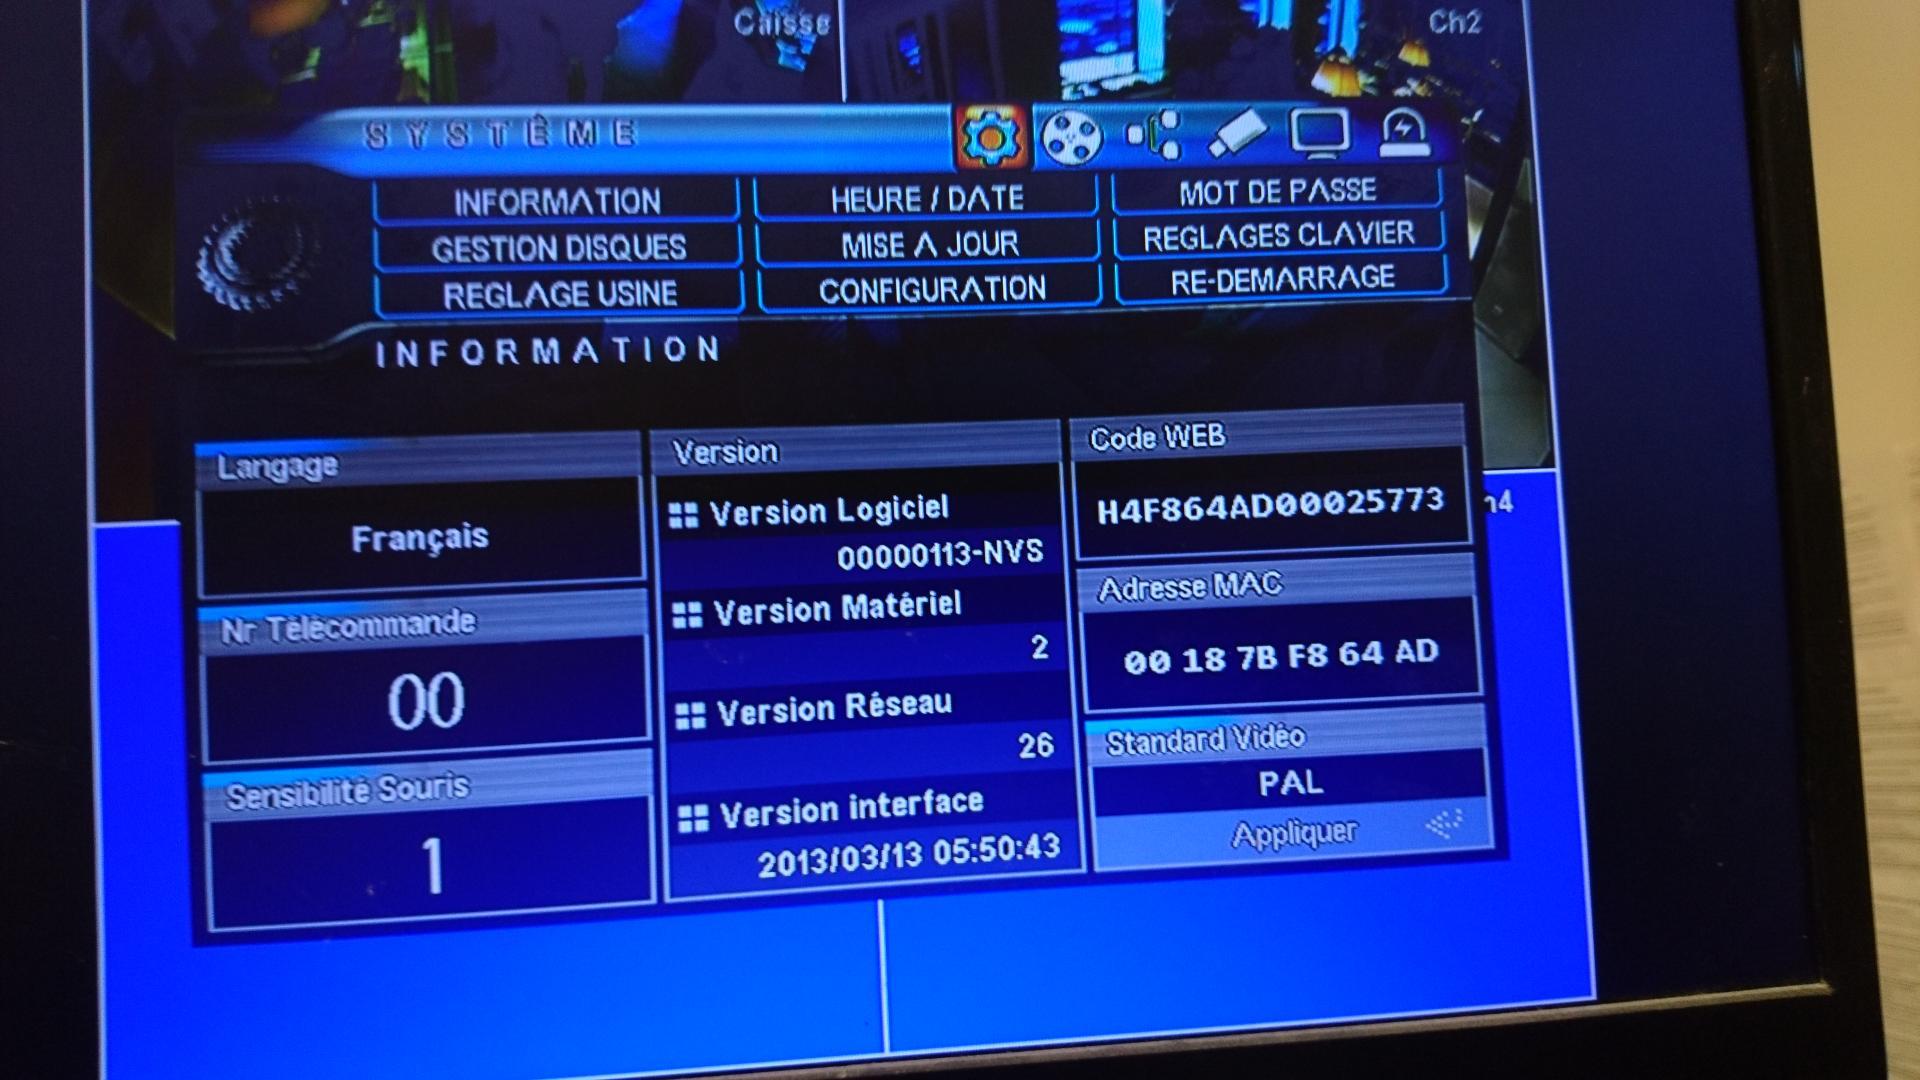 Caisse
Ch2
SYSTÈME
INFORMATION
HEURE / DATE
MOT DE PASSE
GESTION DISQUES
MISE A JOUR
REGLAGES CLAVIER
REGLAGE USINE
CONFIGURATION
RE-DEMARRAGE
INFORMATION
Langage
Français
Nr Télécommande
00
Sensibilité Souris
1
Version
Version Logiciel
00000113-NVS
Version Matériel
2
Version Réseau
26
Version interface
2013/03/13 05:50:43
Code WEB
H4F864AD00025773
Adresse MAC
00 18 7B F8 64 AD
Standard Vidéo
PAL
Appliquer